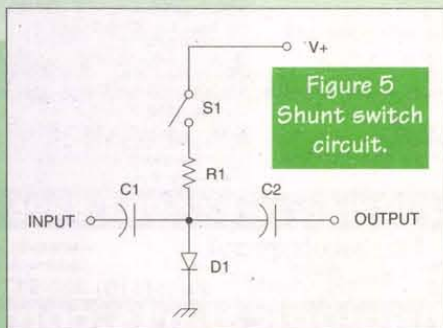 V+
Figure 5
Shunt switch
circuit.
S1
R1
C1
C2
INPUT
OUTPUT
D1